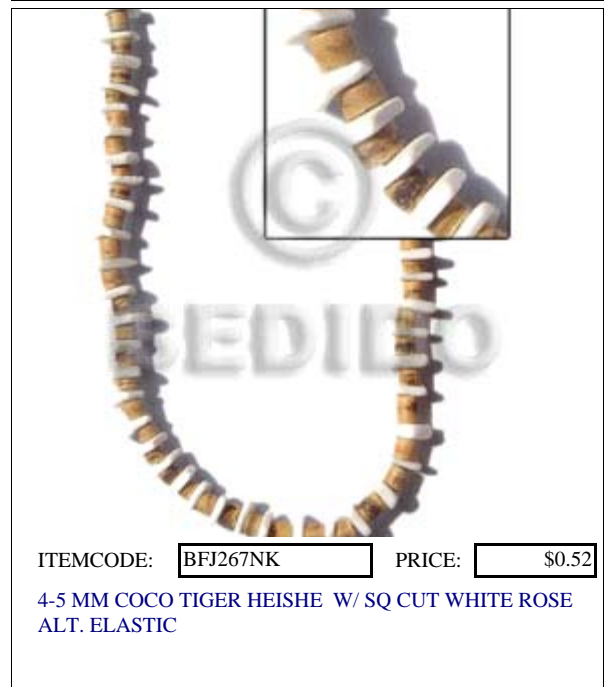 ©
BEDIDO
ITEMCODE: BFJ267NK PRICE: $0.52
4-5 MM COCO TIGER HEISHE W/ SQ CUT WHITE ROSE
ALT. ELASTIC